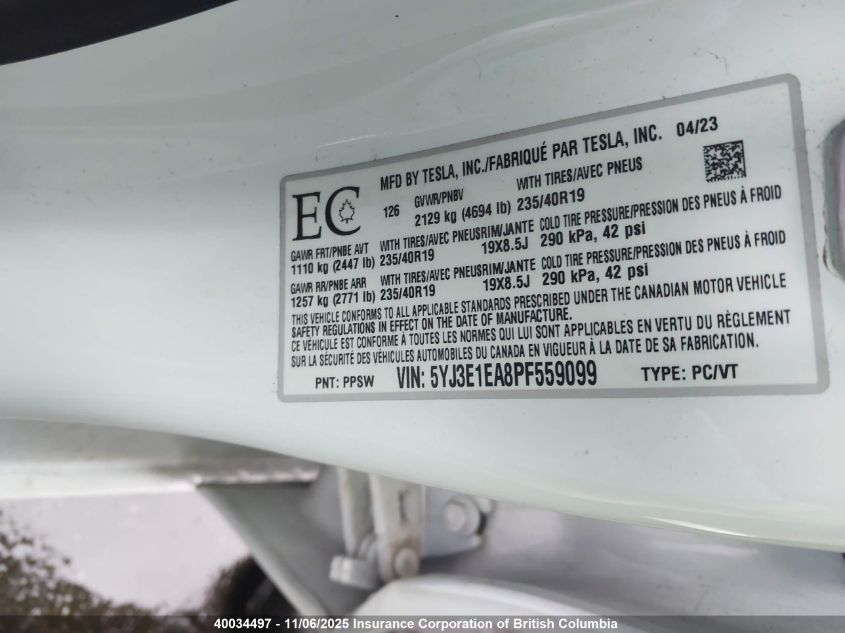 MFD BY TESLA, INC./FABRIQUÉ PAR TESLA, INC. 04/23
EC 126 GVWR/PNBV WITH TIRES/AVEC PNEUS
2129 kg (4694 lb) 235/40R19
GAWR FRT/PNBE AVT WITH TIRES/AVEC PNEUS RIM/JANTE COLD TIRE PRESSURE/PRESSION DES PNEUS À FROID
1110 kg (2447 lb) 235/40R19 19X8.5J 290 kPa, 42 psi
GAWR RR/PNBE ARR WITH TIRES/AVEC PNEUS RIM/JANTE COLD TIRE PRESSURE/PRESSION DES PNEUS À FROID
1257 kg (2771 lb) 235/40R19 19X8.5J 290 kPa, 42 psi
THIS VEHICLE CONFORMS TO ALL APPLICABLE STANDARDS PRESCRIBED UNDER THE CANADIAN MOTOR VEHICLE
SAFETY REGULATIONS IN EFFECT ON THE DATE OF MANUFACTURE.
CE VÉHICULE EST CONFORME À TOUTES LES NORMES QUI LUI SONT APPLICABLES EN VERTU DU RÈGLEMENT
SUR LA SÉCURITÉ DES VÉHICULES AUTOMOBILES DU CANADA EN VIGUEUR À LA DATE DE SA FABRICATION.
PNT: PPSW VIN: 5YJ3E1EA8PF559099 TYPE: PC/VT
40034497 - 11/06/2025 Insurance Corporation of British Columbia